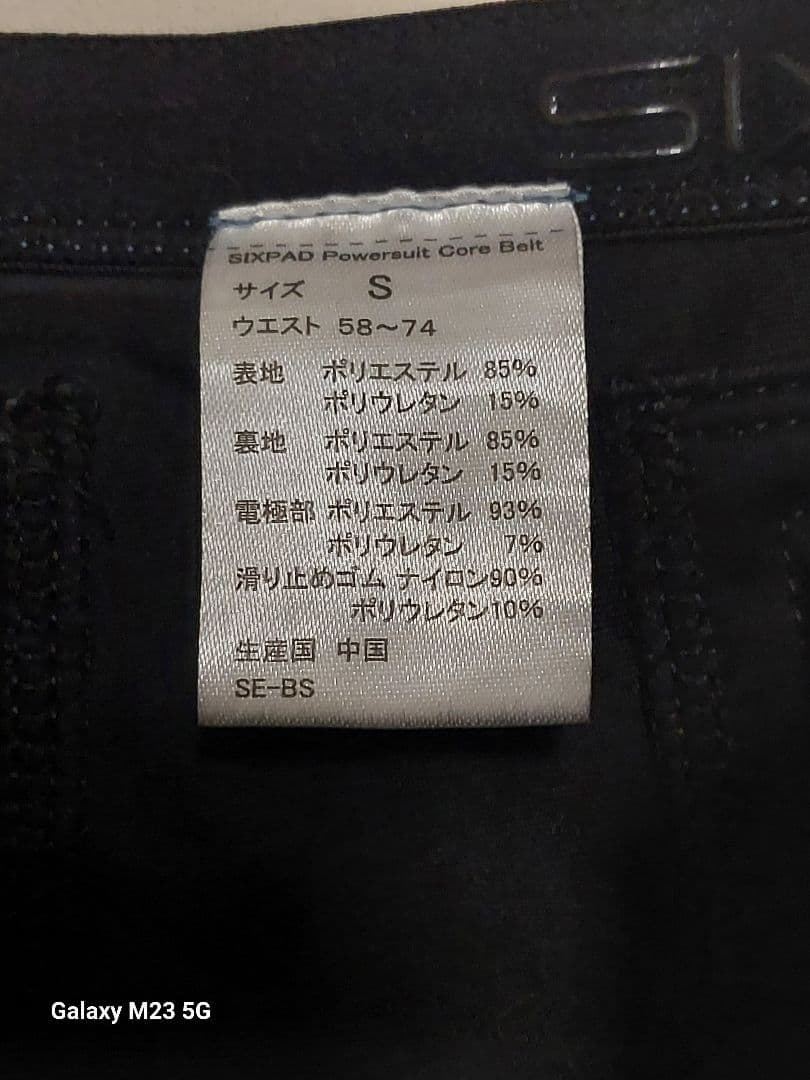 SIX
SIXPAD Powersuit Core Belt
サイズ S
ウエスト 58～74
表地 ポリエステル 85%
ポリウレタン 15%
裏地 ポリエステル 85%
ポリウレタン 15%
電極部 ポリエステル 93%
ポリウレタン 7%
滑り止めゴム ナイロン90%
ポリウレタン10%
生産国 中国
SE-BS
Galaxy M23 5G